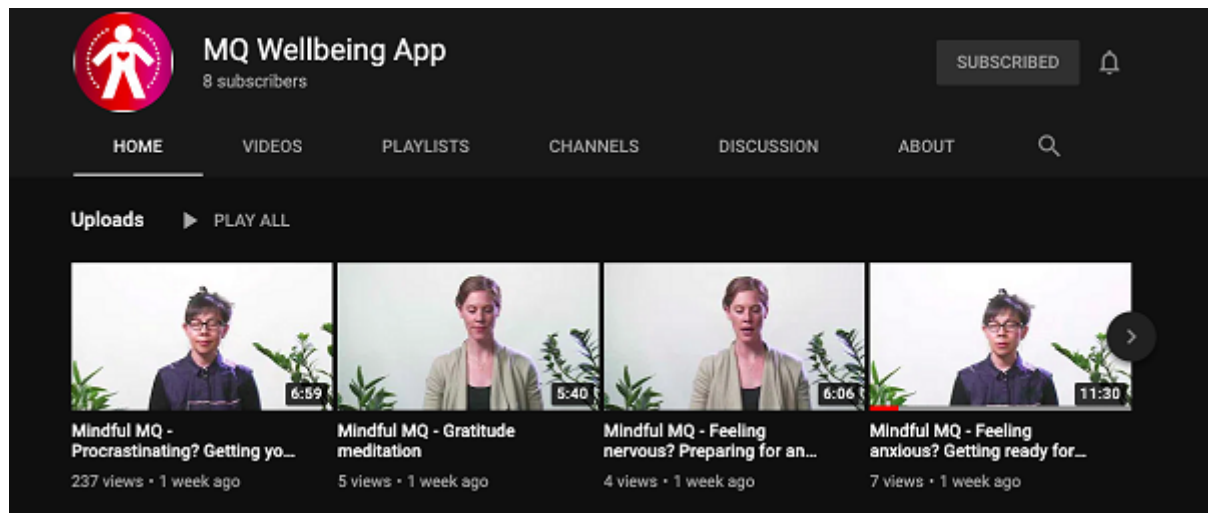 MQ Wellbeing App
8 subscribers
SUBSCRIBED
HOME VIDEOS PLAYLISTS CHANNELS DISCUSSION ABOUT
Uploads PLAY ALL
6:59 5:40 6:06 11:30
Mindful MQ -
Procrastinating? Getting yo...
237 views • 1 week ago
Mindful MQ - Gratitude
meditation
5 views • 1 week ago
Mindful MQ - Feeling
nervous? Preparing for an...
4 views • 1 week ago
Mindful MQ - Feeling
anxious? Getting ready for...
7 views • 1 week ago